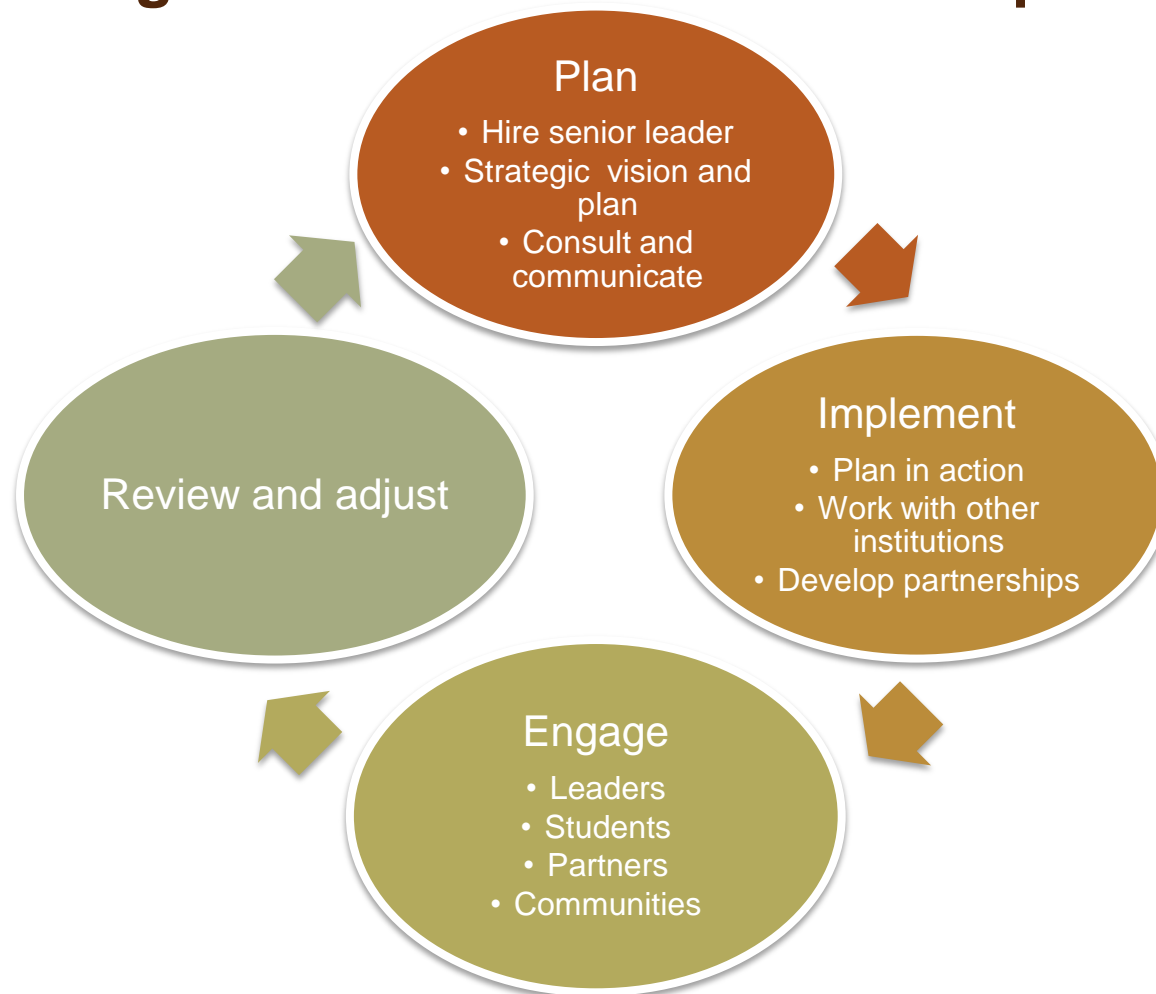 Plan
• Hire senior leader
• Strategic vision and
plan
• Consult and
communicate
Implement
• Plan in action
• Work with other
institutions
• Develop partnerships
Engage
• Leaders
• Students
• Partners
• Communities
Review and adjust